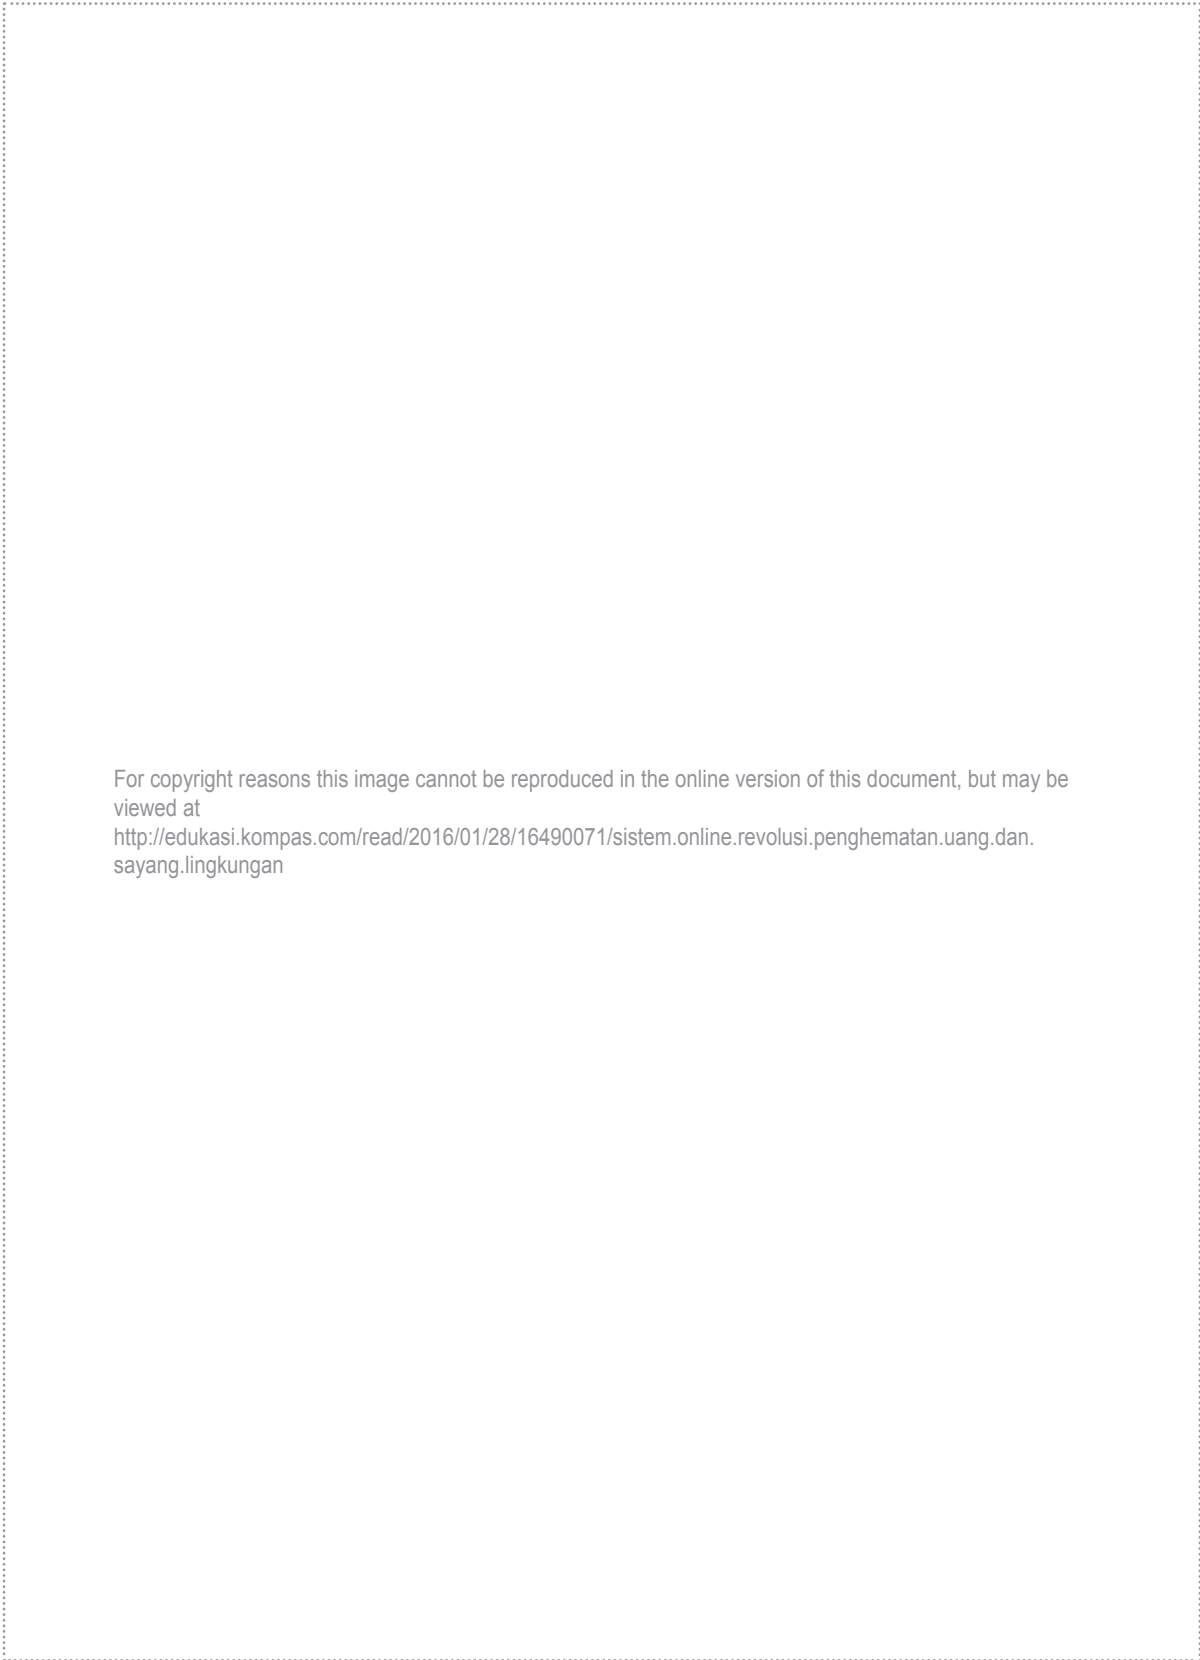 For copyright reasons this image cannot be reproduced in the online version of this document, but may be
viewed at
http://edukasi.kompas.com/read/2016/01/28/16490071/sistem.online.revolusi.penghematan.uang.dan.
sayang.lingkungan